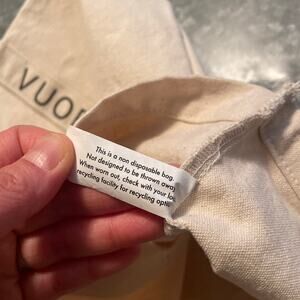 VUOR
This is a non disposable bag.
Not designed to be thrown away
When worn out, check with your
recycling facility for recycling